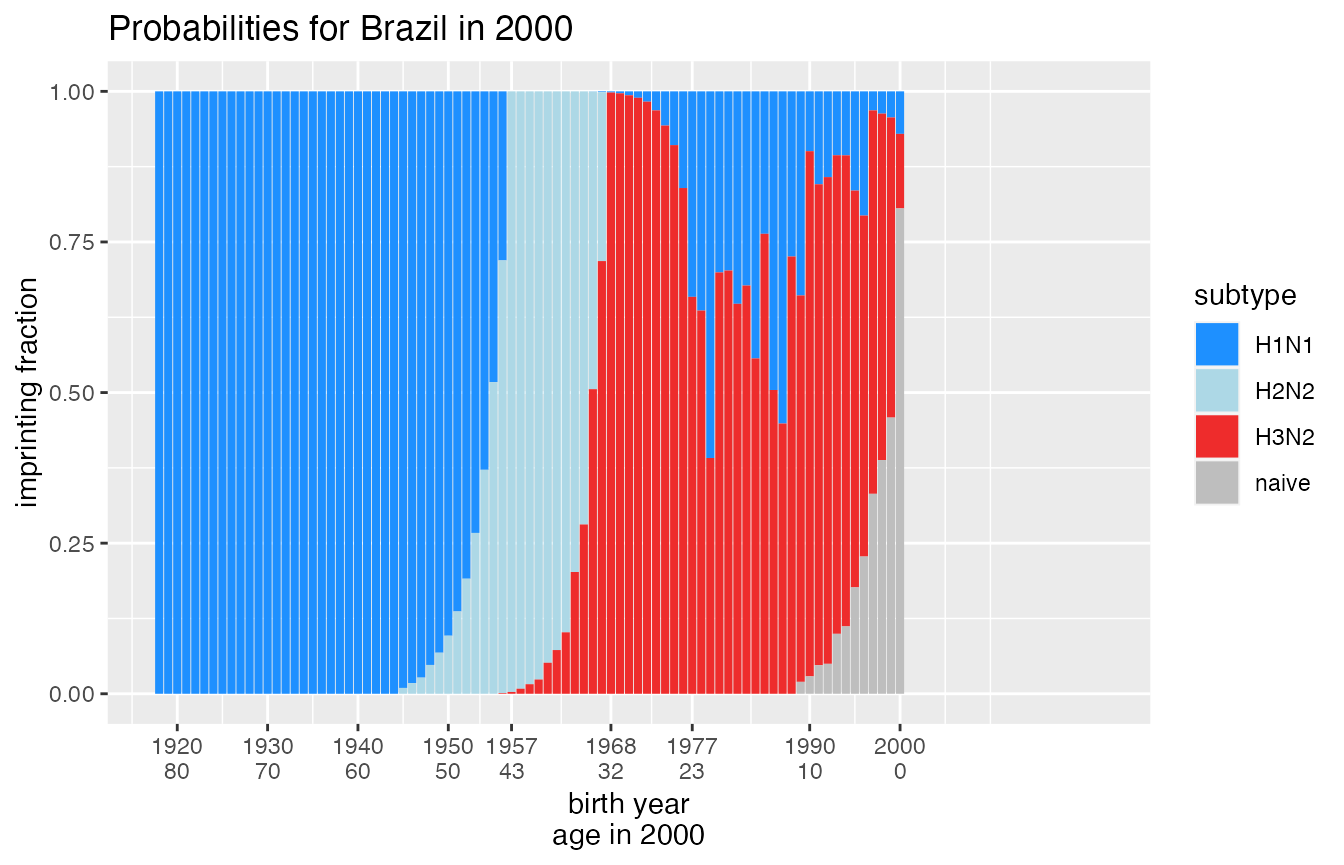 Probabilities for Brazil in 2000
1.00
0.75
0.50
0.25
0.00
imprinting fraction
1920 1930 1940 1950 1957 1968 1977 1990 2000
80 70 60 50 43 32 23 10 0
birth year
age in 2000
subtype
H1N1
H2N2
H3N2
naive